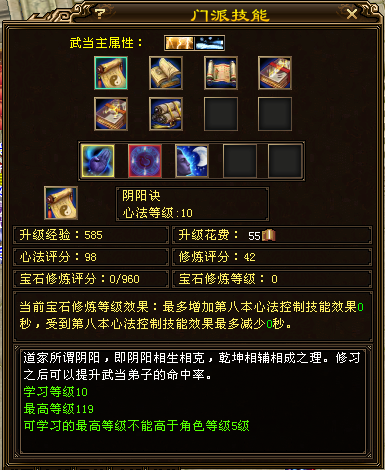 门派技能
武当主属性：
阴阳诀
心法等级:10
升级经验：585
升级花费： 55
心法评分：98
修炼评分：42
宝石修炼评分：0/960
宝石修炼等级：0
当前宝石修炼等级效果：最多增加第八本心法控制技能效果0
秒，受到第八本心法控制技能效果最多减少0秒。
道家所谓阴阳，即阴阳相生相克，乾坤相辅相成之理。修习
之后可以提升武当弟子的命中率。
学习等级10
最高等级119
可学习的最高等级不能高于角色等级5级